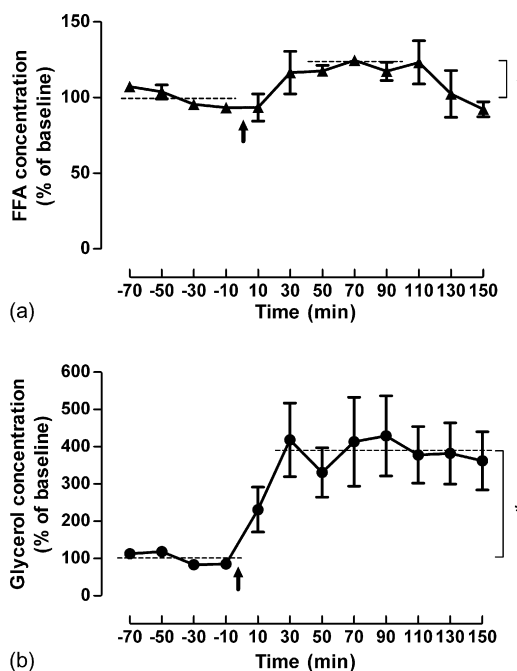 150
100
50
0
FFA concentration
(% of baseline)
-70 -50 -30 -10 10 30 50 70 90 110 130 150
Time (min)
(a)
600
500
400
300
200
100
0
Glycerol concentration
(% of baseline)
-70 -50 -30 -10 10 30 50 70 90 110 130 150
Time (min)
(b)